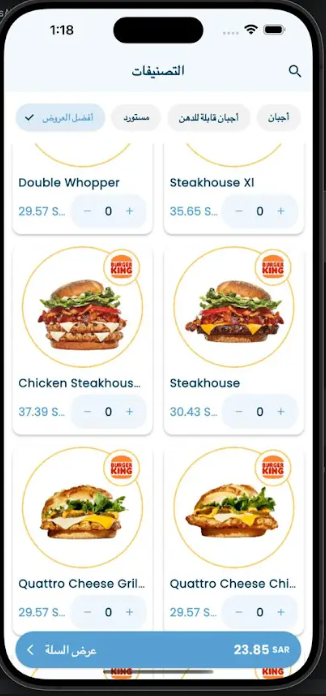 1:18
التصنيفات
أجبان
أجبان قابلة للدهن
مستورد
أفضل العروض
Double Whopper
Steakhouse Xl
29.57 S...
0
35.65 S...
0
BURGER KING
BURGER KING
Chicken Steakhous...
Steakhouse
37.39 S...
0
30.43 S...
0
BURGER KING
BURGER KING
Quattro Cheese Gril...
Quattro Cheese Chi...
29.57 S...
0
29.57 S...
0
عرض السلة
23.85 SAR